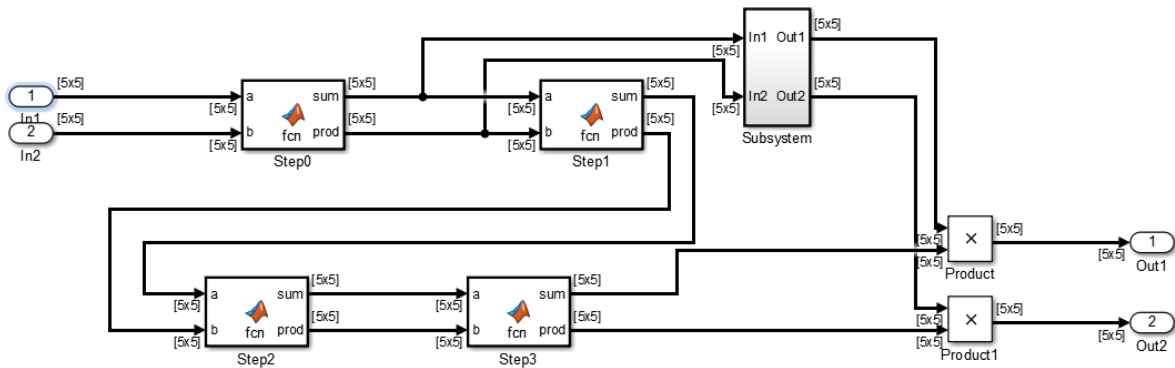 [5x5]
In1 Out1
[5x5]
[5x5]
[5x5]
1
In1
[5x5]
a sum
[5x5]
[5x5]
a sum
[5x5]
[5x5]
In2 Out2
[5x5]
2
In2
[5x5]
b prod
fcn
[5x5]
Step0
[5x5]
b prod
fcn
[5x5]
Step1
[5x5]
Subsystem
[5x5]
×
[5x5]
[5x5]
Product
1
Out1
[5x5]
a sum
[5x5]
[5x5]
a sum
[5x5]
[5x5]
b prod
fcn
[5x5]
Step2
[5x5]
b prod
fcn
[5x5]
Step3
[5x5]
×
[5x5]
[5x5]
Product1
2
Out2